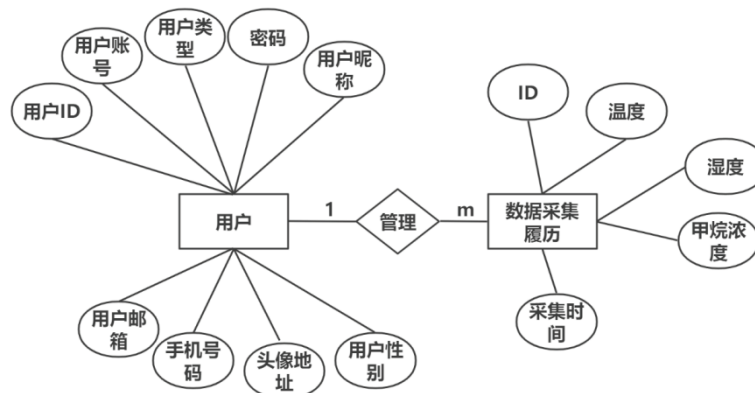 用户账
号
用户类
型
密码
用户昵
称
用户ID
ID
温度
湿度
用户
1
管理
m
数据采集
履历
甲烷浓
度
用户邮
箱
手机号
码
头像地
址
用户性
别
采集时
间